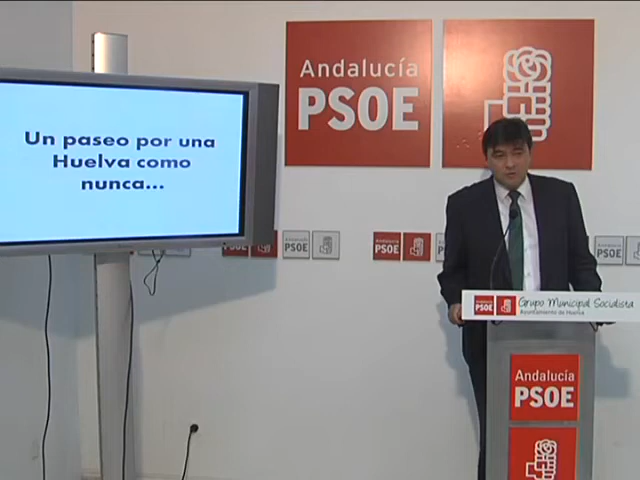 Un paseo por una
Huelva como
nunca...
Andalucía
PSOE
PSOE
PSOE
PSOE
PSOE
PSOE
Grupo Municipal Socialista
Ayuntamiento de Huelva
Andalucía
PSOE